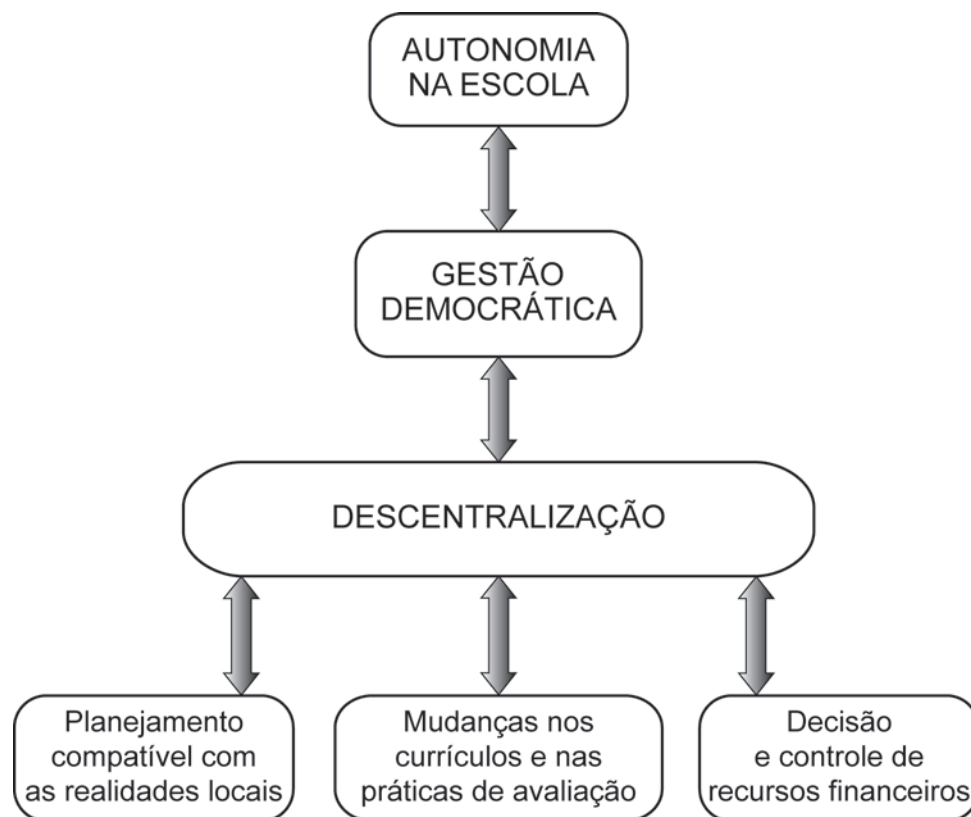 AUTONOMIA
NA ESCOLA
GESTÃO
DEMOCRÁTICA
DESCENTRALIZAÇÃO
Planejamento
compatível com
as realidades locais
Mudanças nos
currículos e nas
práticas de avaliação
Decisão
e controle de
recursos financeiros